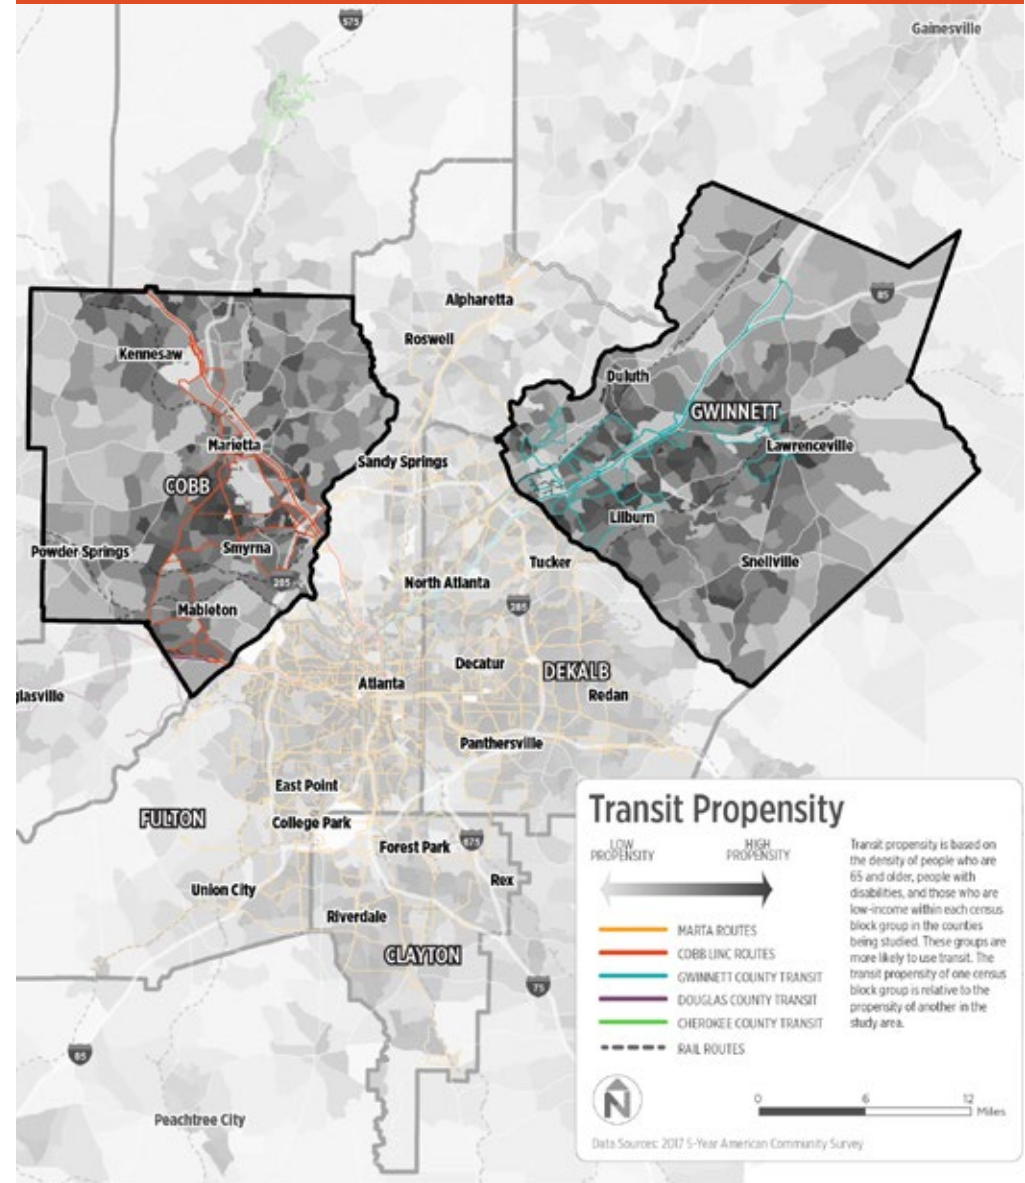 575
Gainesville
Alpharetta
85
Roswell
Kennesaw
Duluth
GWINNETT
Marietta
Lawrenceville
Sandy Springs
COBB
Lilburn
Powder Springs
Smyrna
Tucker
Snellville
285
North Atlanta
285
Mableton
Decatur
DEKALB
glasville
Atlanta
Redan
Panthersville
East Point
FULTON
College Park
Forest Park
675
Union City
Rex
Riverdale
CLAYTON
75
85
Peachtree City
Transit Propensity
LOW
PROPENSITY
HIGH
PROPENSITY
MARTA ROUTES
COBB LINC ROUTES
GWINNETT COUNTY TRANSIT
DOUGLAS COUNTY TRANSIT
CHEROKEE COUNTY TRANSIT
RAIL ROUTES
Transit propensity is based on
the density of people who are
65 and older, people with
disabilities, and those who are
low-income within each census
block group in the counties
being studied. These groups are
more likely to use transit. The
transit propensity of one census
block group is relative to the
propensity of another in the
study area.
N
0 6 12
Miles
Data Sources: 2017 5-Year American Community Survey